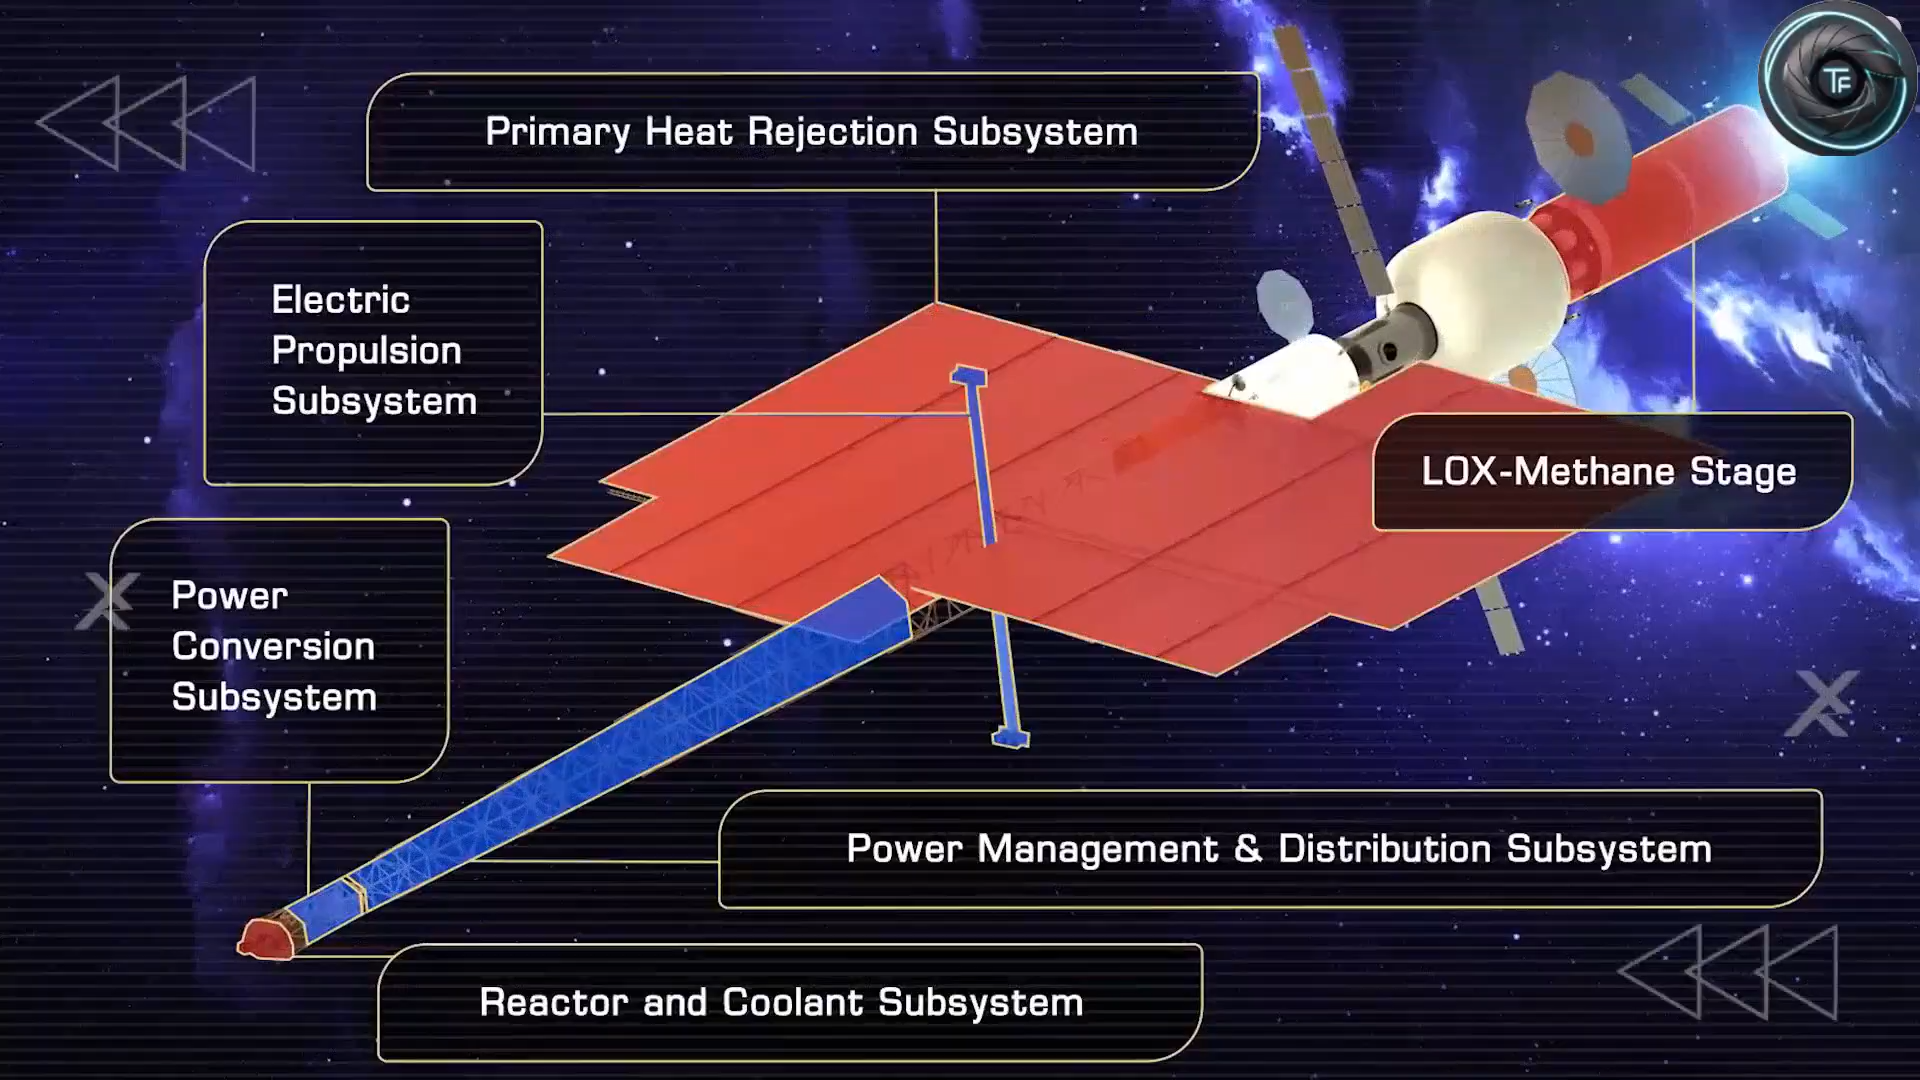 TF
Primary Heat Rejection Subsystem
Electric
Propulsion
Subsystem
LOX-Methane Stage
Power
Conversion
Subsystem
Power Management & Distribution Subsystem
Reactor and Coolant Subsystem